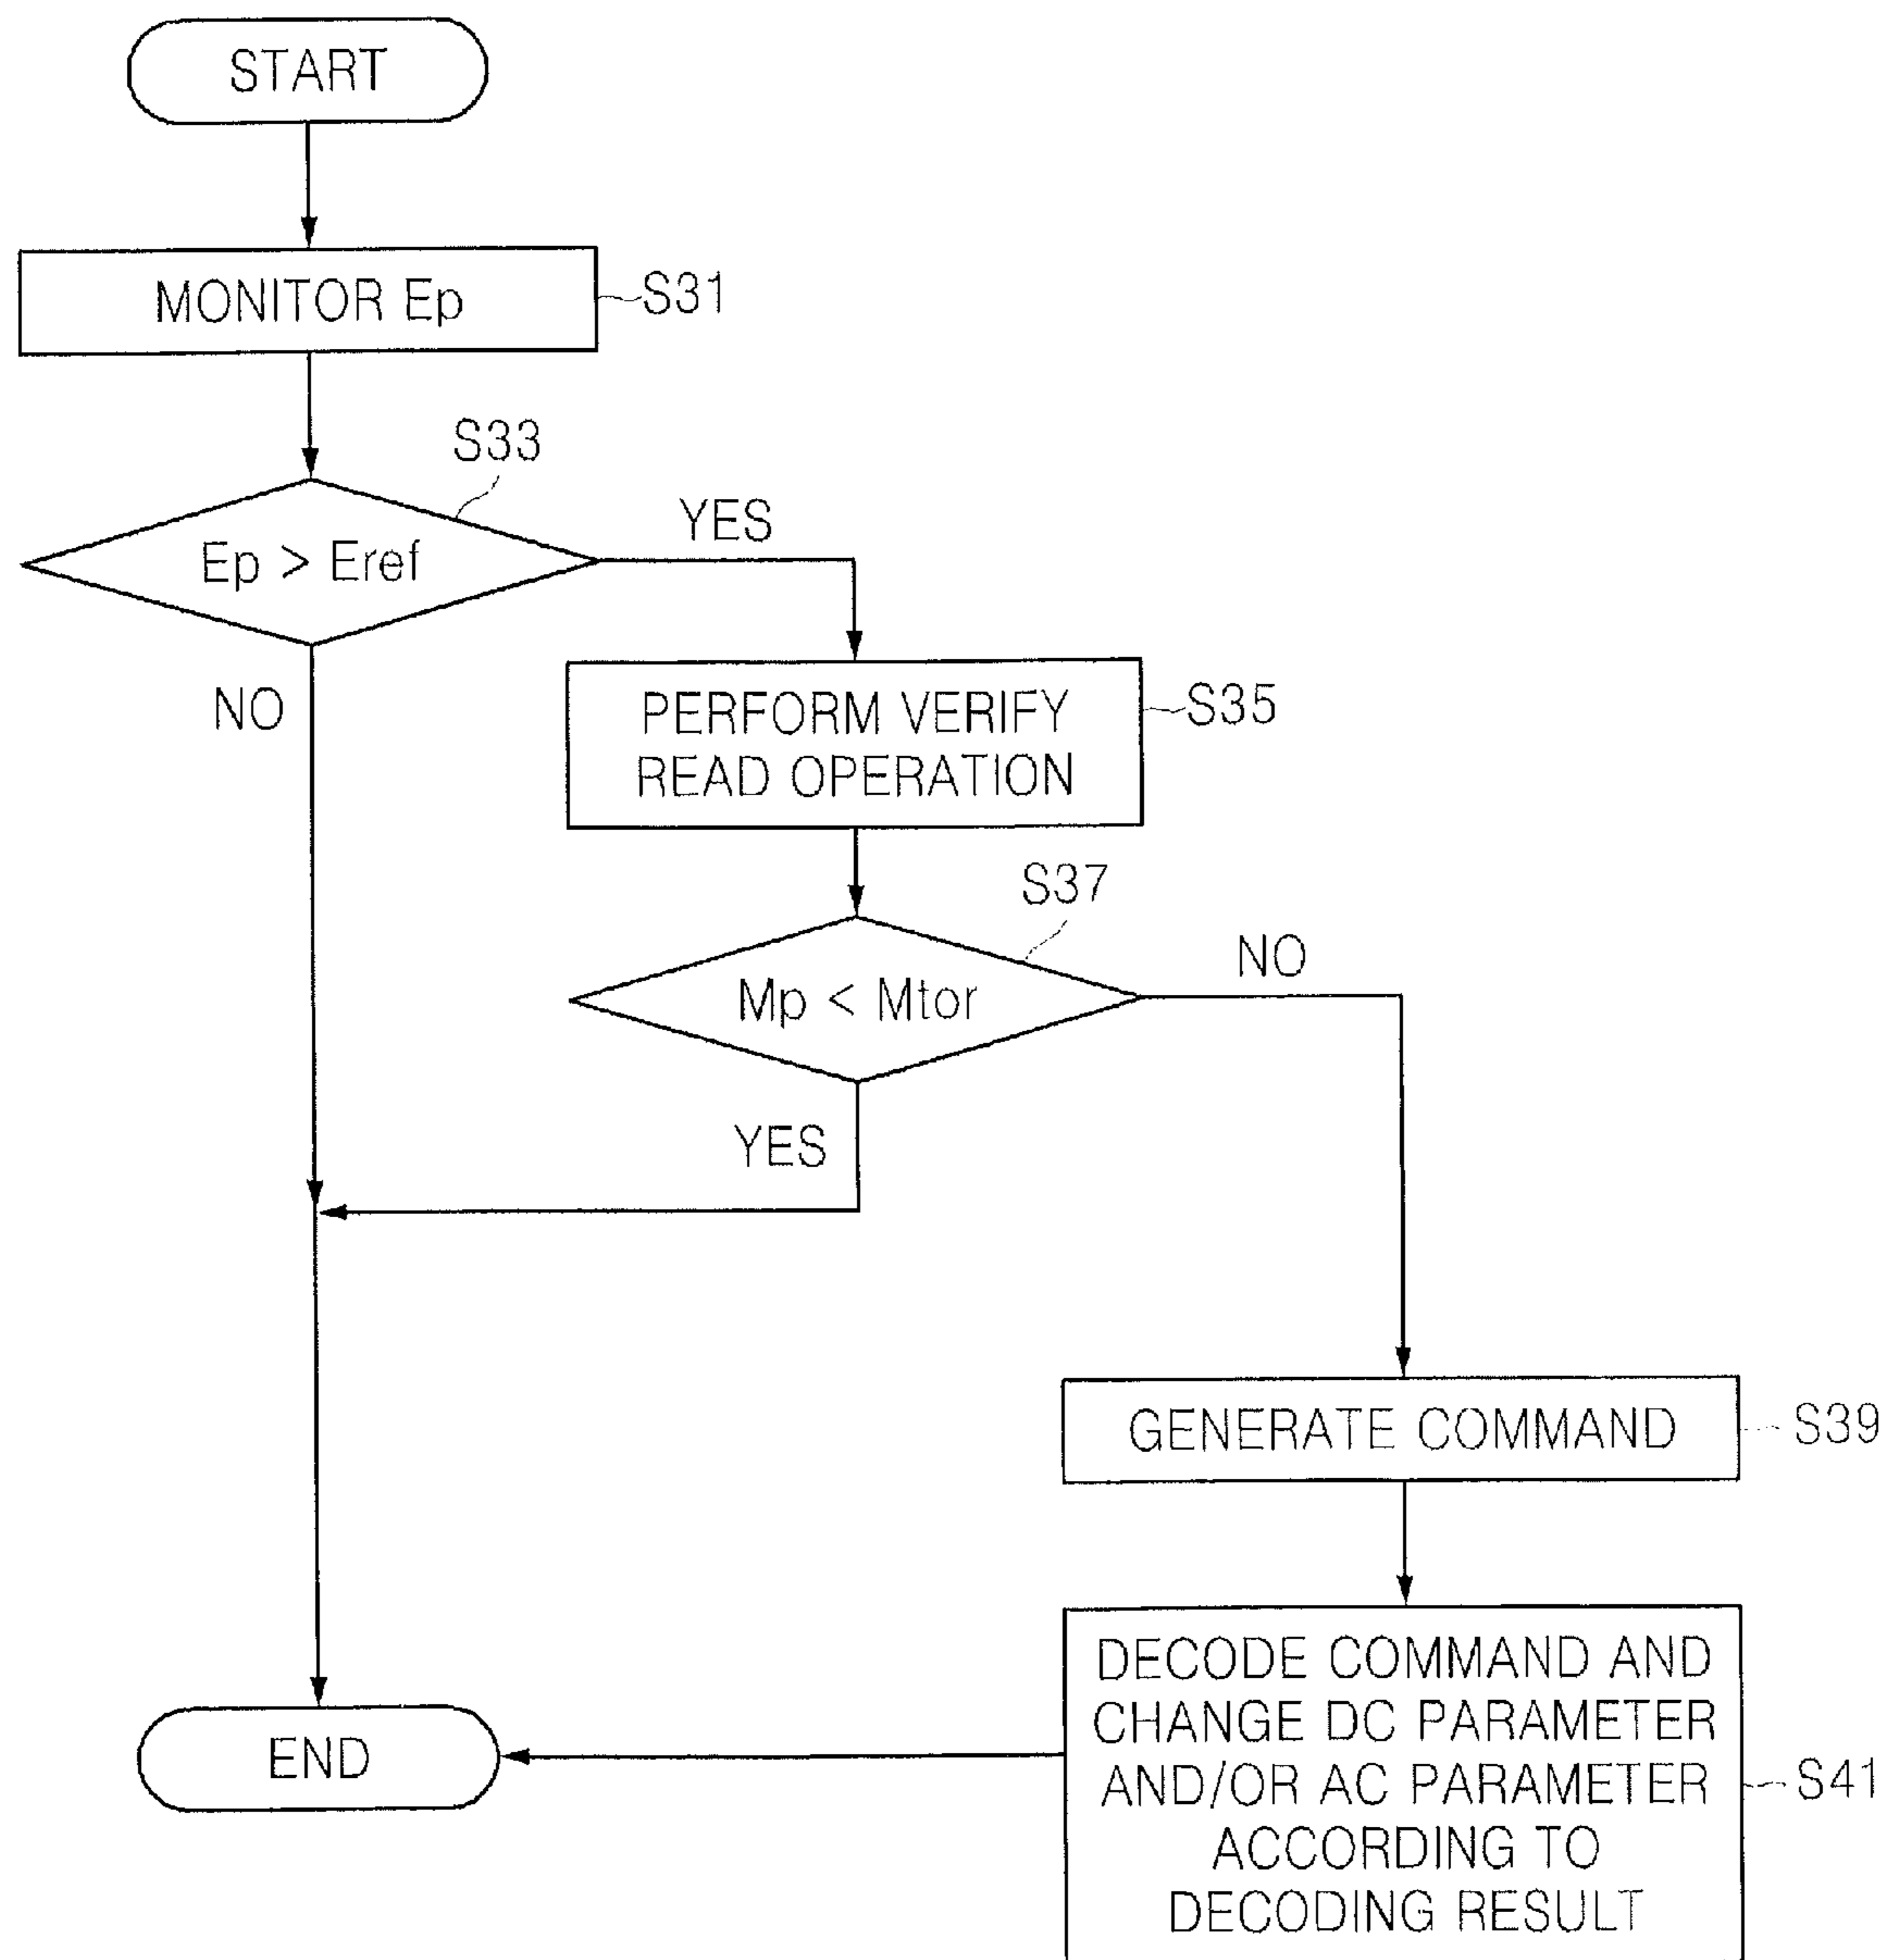 START
MONITOR Ep
S31
S33
Ep > Eref
YES
NO
PERFORM VERIFY
READ OPERATION
S35
S37
Mp < Mtor
NO
YES
GENERATE COMMAND
S39
DECODE COMMAND AND
CHANGE DC PARAMETER
AND/OR AC PARAMETER
ACCORDING TO
DECODING RESULT
S41
END